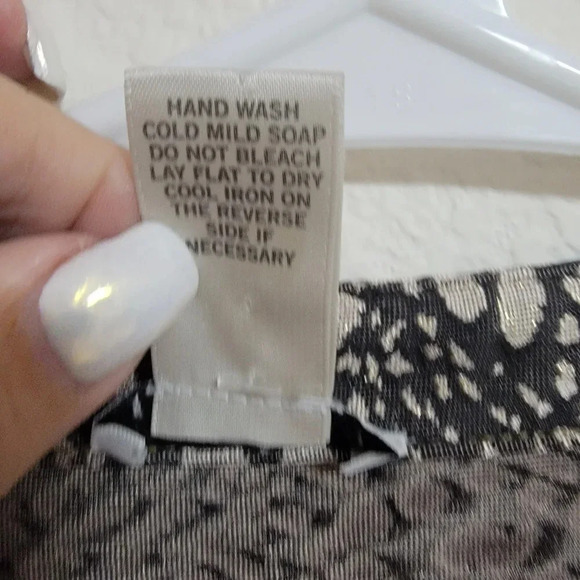 HAND WASH
COLD MILD SOAP
DO NOT BLEACH
LAY FLAT TO DRY
COOL IRON ON
THE REVERSE
SIDE IF
NECESSARY